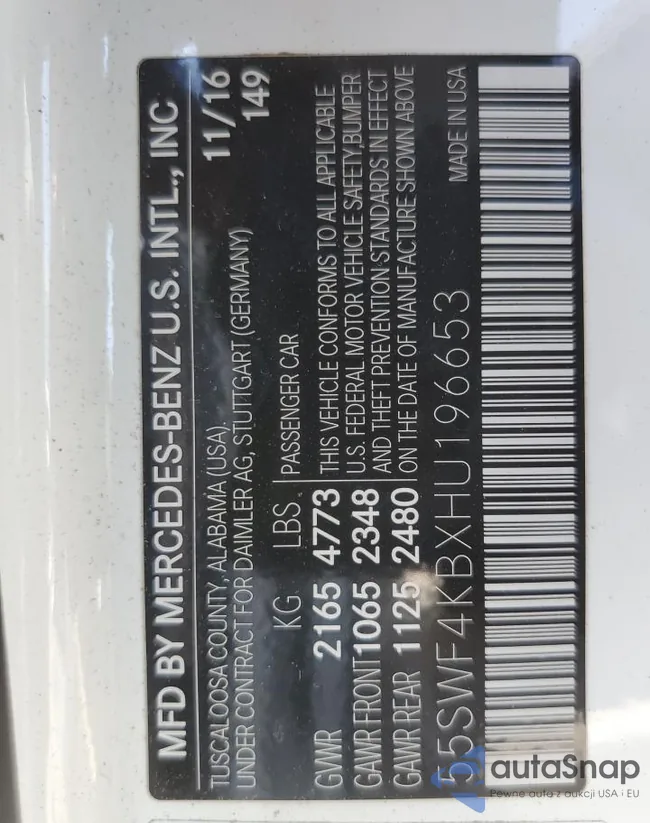 MFD BY MERCEDES-BENZ U.S. INTL., INC
TUSCALOOSA COUNTY, ALABAMA (USA), 11/16
UNDER CONTRACT FOR DAIMLER AG, STUTTGART (GERMANY) 149
KG LBS PASSENGER CAR
GVWR 2165 4773 THIS VEHICLE CONFORMS TO ALL APPLICABLE
U.S. FEDERAL MOTOR VEHICLE SAFETY,BUMPER
GAWR FRONT 1065 2348 AND THEFT PREVENTION STANDARDS IN EFFECT
GAWR REAR 1125 2480 ON THE DATE OF MANUFACTURE SHOWN ABOVE
55SWF4KBXHU196653 MADE IN USA
autaSnap
Pewne auta z aukcji USA i EU